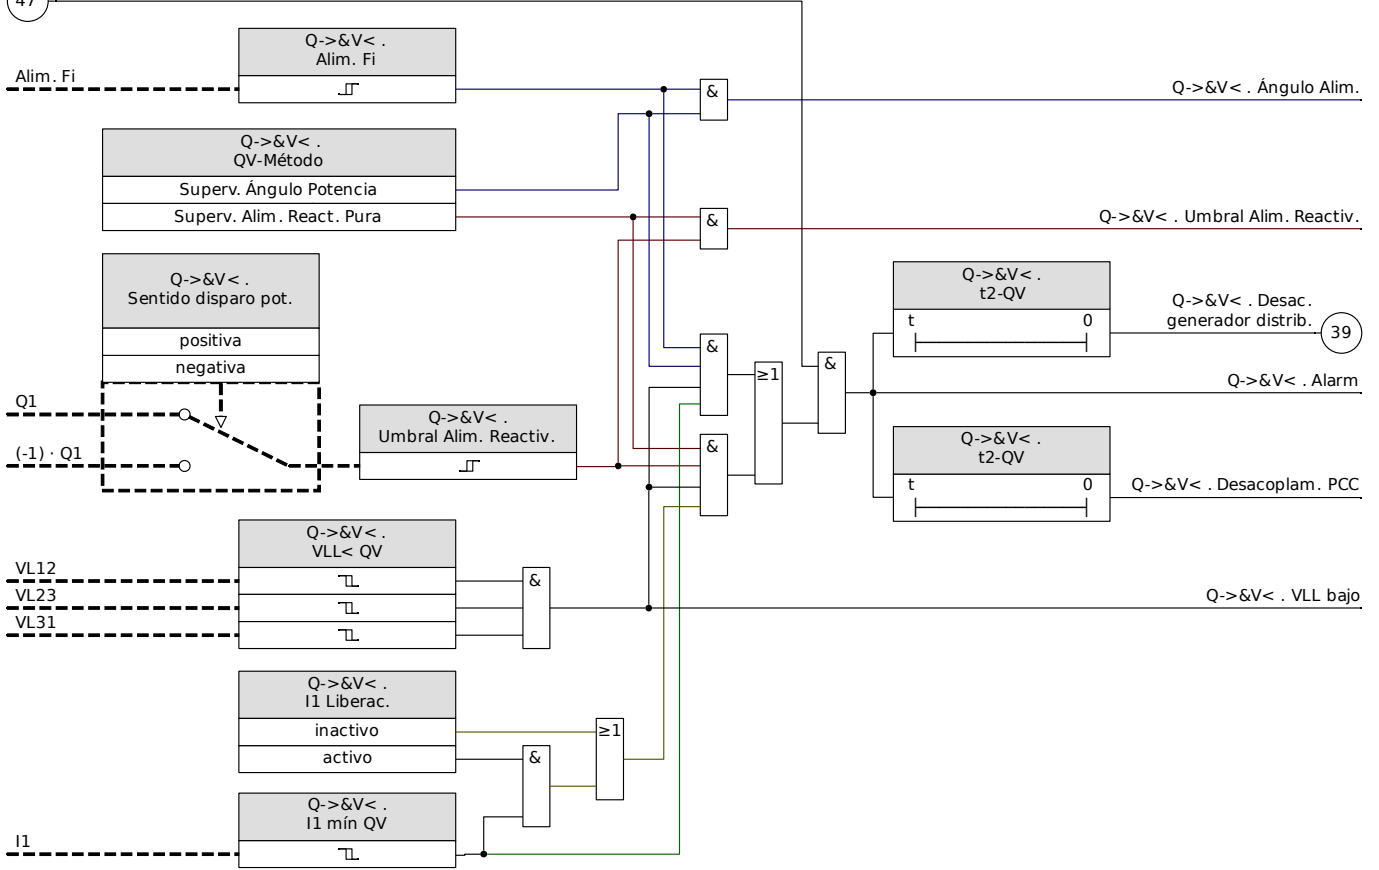 47
Q->&V< .
Alim. Fi
Alim. Fi
&
Q->&V< . Ángulo Alim.
Q->&V< .
QV-Método
Superv. Ángulo Potencia
Superv. Alim. React. Pura
&
Q->&V< . Umbral Alim. Reactiv.
Q->&V< .
Sentido disparo pot.
positiva
negativa
Q->&V< .
t2-QV
t 0
Q->&V< . Desac.
generador distrib.
39
&
≥1
&
Q->&V< . Alarm
Q1
(-1) · Q1
Q->&V< .
Umbral Alim. Reactiv.
&
Q->&V< .
t2-QV
t 0
Q->&V< . Desacoplam. PCC
Q->&V< .
VLL< QV
VL12
VL23
VL31
&
Q->&V< . VLL bajo
Q->&V< .
I1 Liberac.
inactivo
activo
&
≥1
Q->&V< .
I1 mín QV
I1